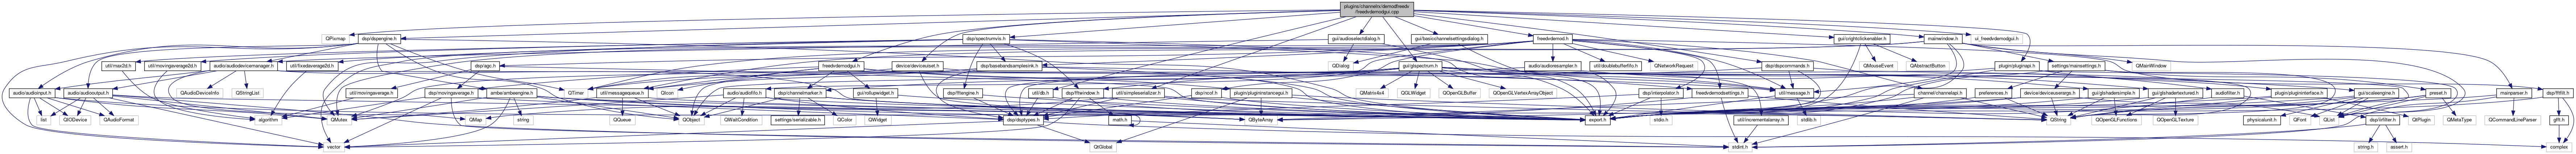 plugins/channelrx/demodfreedv
/freedvdemodgui.cpp
QPixmap
dsp/dspengine.h
dsp/spectrumvis.h
gui/audioselectdialog.h
gui/basicchannelsettingsdialog.h
freedvdemod.h
gui/crightclickenabler.h
mainwindow.h
ui_freedvdemodgui.h
util/max2d.h
util/movingaverage2d.h
audio/audiodevicemanager.h
util/fixedaverage2d.h
dsp/agc.h
freedvdemodgui.h
device/deviceuiset.h
dsp/basebandsamplesink.h
QDialog
gui/glspectrum.h
audio/audioresampler.h
util/doublebufferfifo.h
QNetworkRequest
dsp/dspcommands.h
QMouseEvent
QAbstractButton
plugin/pluginapi.h
settings/mainsettings.h
QMainWindow
audio/audioinput.h
audio/audiooutput.h
QAudioDeviceInfo
QStringList
util/movingaverage.h
dsp/movingaverage.h
ambe/ambeengine.h
QTimer
util/messagequeue.h
QIcon
audio/audiofifo.h
dsp/channelmarker.h
gui/rollupwidget.h
dsp/fftengine.h
util/db.h
dsp/fftwindow.h
util/simpleserializer.h
QMatrix4x4
QGLWidget
QOpenGLBuffer
QOpenGLVertexArrayObject
dsp/ncof.h
plugin/plugininstancegui.h
dsp/interpolator.h
freedvdemodsettings.h
util/message.h
channel/channelapi.h
preferences.h
device/deviceuserargs.h
gui/glshadersimple.h
gui/glshadertextured.h
audiofilter.h
plugin/plugininterface.h
gui/scaleengine.h
preset.h
mainparser.h
dsp/fftfilt.h
list
QIODevice
QAudioFormat
algorithm
QMutex
QMap
string
QQueue
QObject
QWaitCondition
settings/serializable.h
QColor
QWidget
dsp/dsptypes.h
math.h
QByteArray
export.h
stdio.h
util/incrementalarray.h
stdlib.h
QString
QOpenGLFunctions
QOpenGLTexture
dsp/iirfilter.h
QtPlugin
physicalunit.h
QFont
QList
QMetaType
QCommandLineParser
gfft.h
vector
QtGlobal
stdint.h
string.h
assert.h
complex